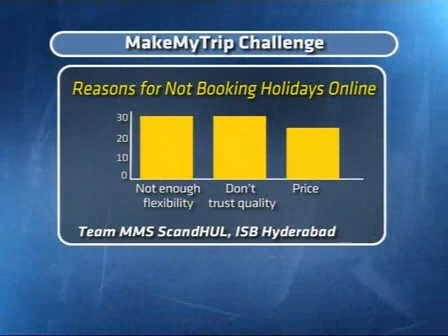 MakeMyTrip Challenge
Reasons for Not Booking Holidays Online
30
20
10
0
Not enough flexibility
Don't trust quality
Price
Team MMS ScandHUL, ISB Hyderabad